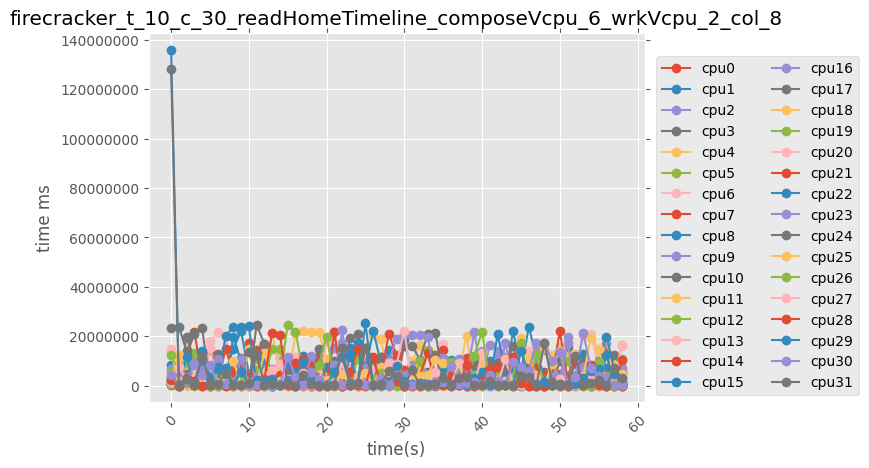 firecracker_t_10_c_30_readHomeTimeline_composeVcpu_6_wrkVcpu_2_col_8
140000000
120000000
100000000
80000000
60000000
40000000
20000000
0
time ms
0
10
20
30
40
50
60
time(s)
cpu0
cpu1
cpu2
cpu3
cpu4
cpu5
cpu6
cpu7
cpu8
cpu9
cpu10
cpu11
cpu12
cpu13
cpu14
cpu15
cpu16
cpu17
cpu18
cpu19
cpu20
cpu21
cpu22
cpu23
cpu24
cpu25
cpu26
cpu27
cpu28
cpu29
cpu30
cpu31